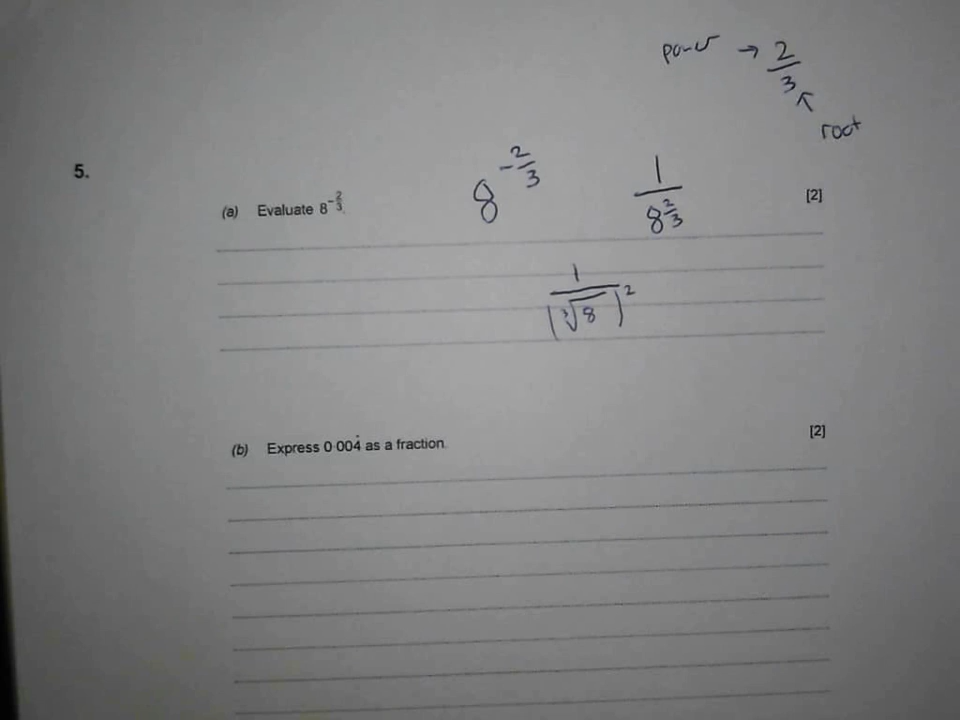 power → 2/3
root
5.
(a) Evaluate 8^(-2/3). [2]
8^(-2/3) 1/8^(2/3)
1/(∛8)²
(b) Express 0·004̇ as a fraction. [2]